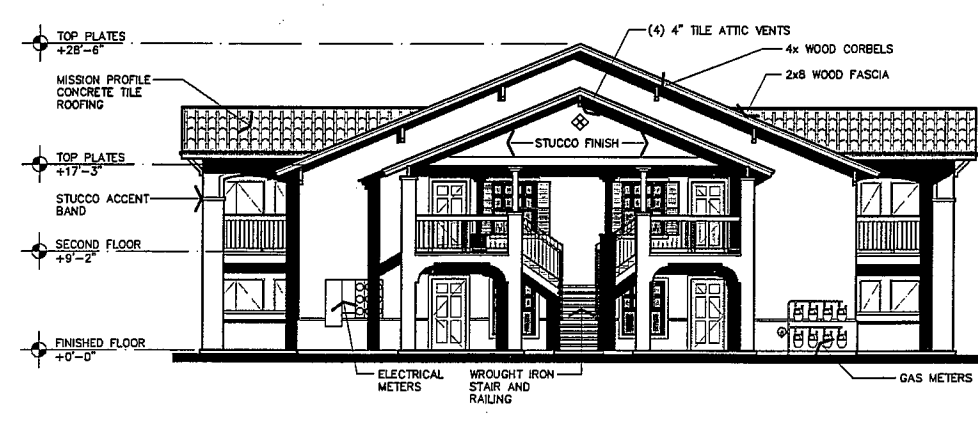 TOP PLATES
+28'-6"
(4) 4" TILE ATTIC VENTS
4x WOOD CORBELS
2x8 WOOD FASCIA
MISSION PROFILE
CONCRETE TILE
ROOFING
STUCCO FINISH
TOP PLATES
+17'-3"
STUCCO ACCENT
BAND
SECOND FLOOR
+9'-2"
FINISHED FLOOR
+0'-0"
ELECTRICAL
METERS
WROUGHT IRON
STAIR AND
RAILING
GAS METERS